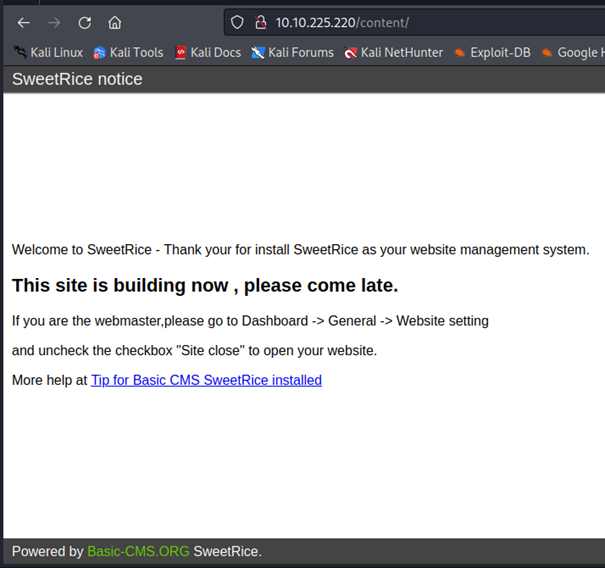 10.10.225.220/content/
Kali Linux Kali Tools Kali Docs Kali Forums Kali NetHunter Exploit-DB Google
SweetRice notice
Welcome to SweetRice - Thank your for install SweetRice as your website management system.
This site is building now , please come late.
If you are the webmaster,please go to Dashboard -> General -> Website setting
and uncheck the checkbox "Site close" to open your website.
More help at Tip for Basic CMS SweetRice installed
Powered by Basic-CMS.ORG SweetRice.